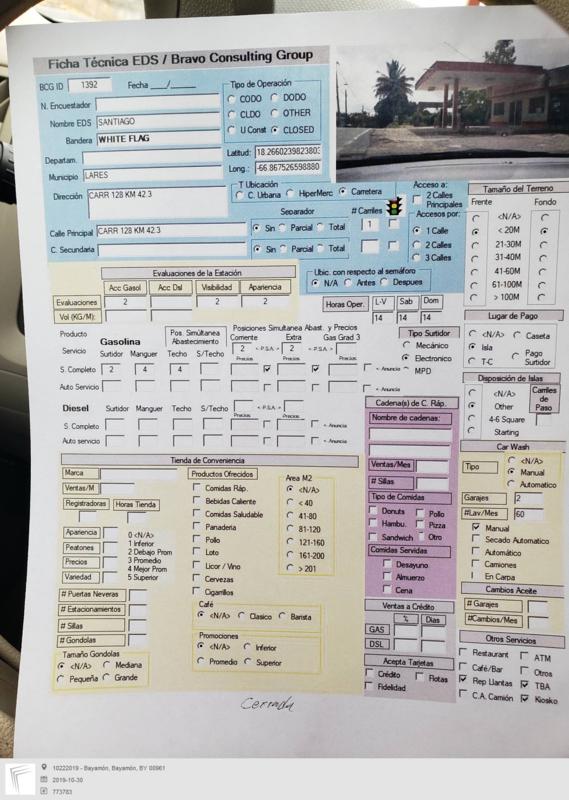 Ficha Técnica EDS / Bravo Consulting Group
BCG ID 1392 Fecha ___/___
N. Encuestador
Nombre EDS SANTIAGO
Bandera WHITE FLAG
Departam.
Municipio LARES
Dirección CARR 128 KM 42.3
Calle Principal CARR 128 KM 42.3
C. Secundaria
Tipo de Operación
CODO DODO
CLDO OTHER
U Const CLOSED
Latitud: 18.2660239823803
Long.: -66.867526598880
T Ubicación
C. Urbana HiperMerc Carretera
Separador # Carriles
Sin Parcial Total 1
Sin Parcial Total
Acceso a:
2 Calles Principales
Accesos por:
1 Calle
2 Calles
3 Calles
Ubic. con respecto al semáforo
N/A Antes Despues
Tamaño del Terreno
Frente Fondo
<N/A>
< 20M
21-30M
31-40M
41-60M
61-100M
> 100M
Evaluaciones de la Estación
Acc Gasol Acc Dsl Visibilidad Apariencia
Evaluaciones 2 2 2
Vol (KG/M):
Horas Oper. L-V Sab Dom
14 14 14
Lugar de Pago
<N/A> Caseta
Isla
T-C Pago Surtidor
Producto Gasolina Pos. Simultánea Abastecimiento
Posiciones Simultanea Abast. y Precios
Servicio Surtidor Manguer Techo S/Techo
Corriente Extra Gas Grad 3
2 < P.S.A > 2 < P.S.A >
S. Completo 2 4 4 < Anuncia
Auto Servicio < Anuncia
Tipo Surtidor
Mecánico
Electronico
MPD
Diesel Surtidor Manguer Techo S/Techo < P.S.A >
Precios Precios
S. Completo < Anuncia
Auto servicio < Anuncia
Disposición de Islas
<N/A>
Other
4-6 Square
Starting
Carriles de Paso
Cadena(s) de C. Ráp.
Nombre de cadenas:
Ventas/Mes
# Sillas
Tipo de Comidas
Donuts Pollo
Hambu. Pizza
Sandwich Otro
Comidas Servidas
Desayuno
Almuerzo
Cena
Car Wash
Tipo <N/A>
Manual
Automatico
Garajes 2
#Lav/Mes 60
Manual
Secado Automatico
Automático
Camiones
En Carpa
Tienda de Conveniencia
Marca
Ventas/M
Registradoras Horas Tienda
Apariencia
Peatones
Precios
Variedad
0 <N/A>
1 Inferior
2 Debajo Prom
3 Promedio
4 Mejor Prom
5 Superior
# Puertas Neveras
# Estacionamientos
# Sillas
# Gondolas
Tamaño Gondolas
<N/A> Mediana
Pequeña Grande
Productos Ofrecidos
Comidas Ráp.
Bebidas Caliente
Comidas Saludable
Panadería
Pollo
Loto
Licor / Vino
Cervezas
Cigarrillos
Area M2
<N/A>
< 40
41-80
81-120
121-160
161-200
> 201
Café
<N/A> Clasico Barista
Promociones
<N/A> Inferior
Promedio Superior
Ventas a Crédito
% Dias
GAS
DSL
Acepta Tarjetas
Crédito Flotas
Fidelidad
Cambios Aceite
# Garajes
#Cambios/Mes
Otros Servicios
Restaurant ATM
Café/Bar Otros
Rep Llantas TBA
C.A. Camión Kiosko
Cerrada
10222019 - Bayamón, Bayamón, BY 00961
2019-10-30
773783